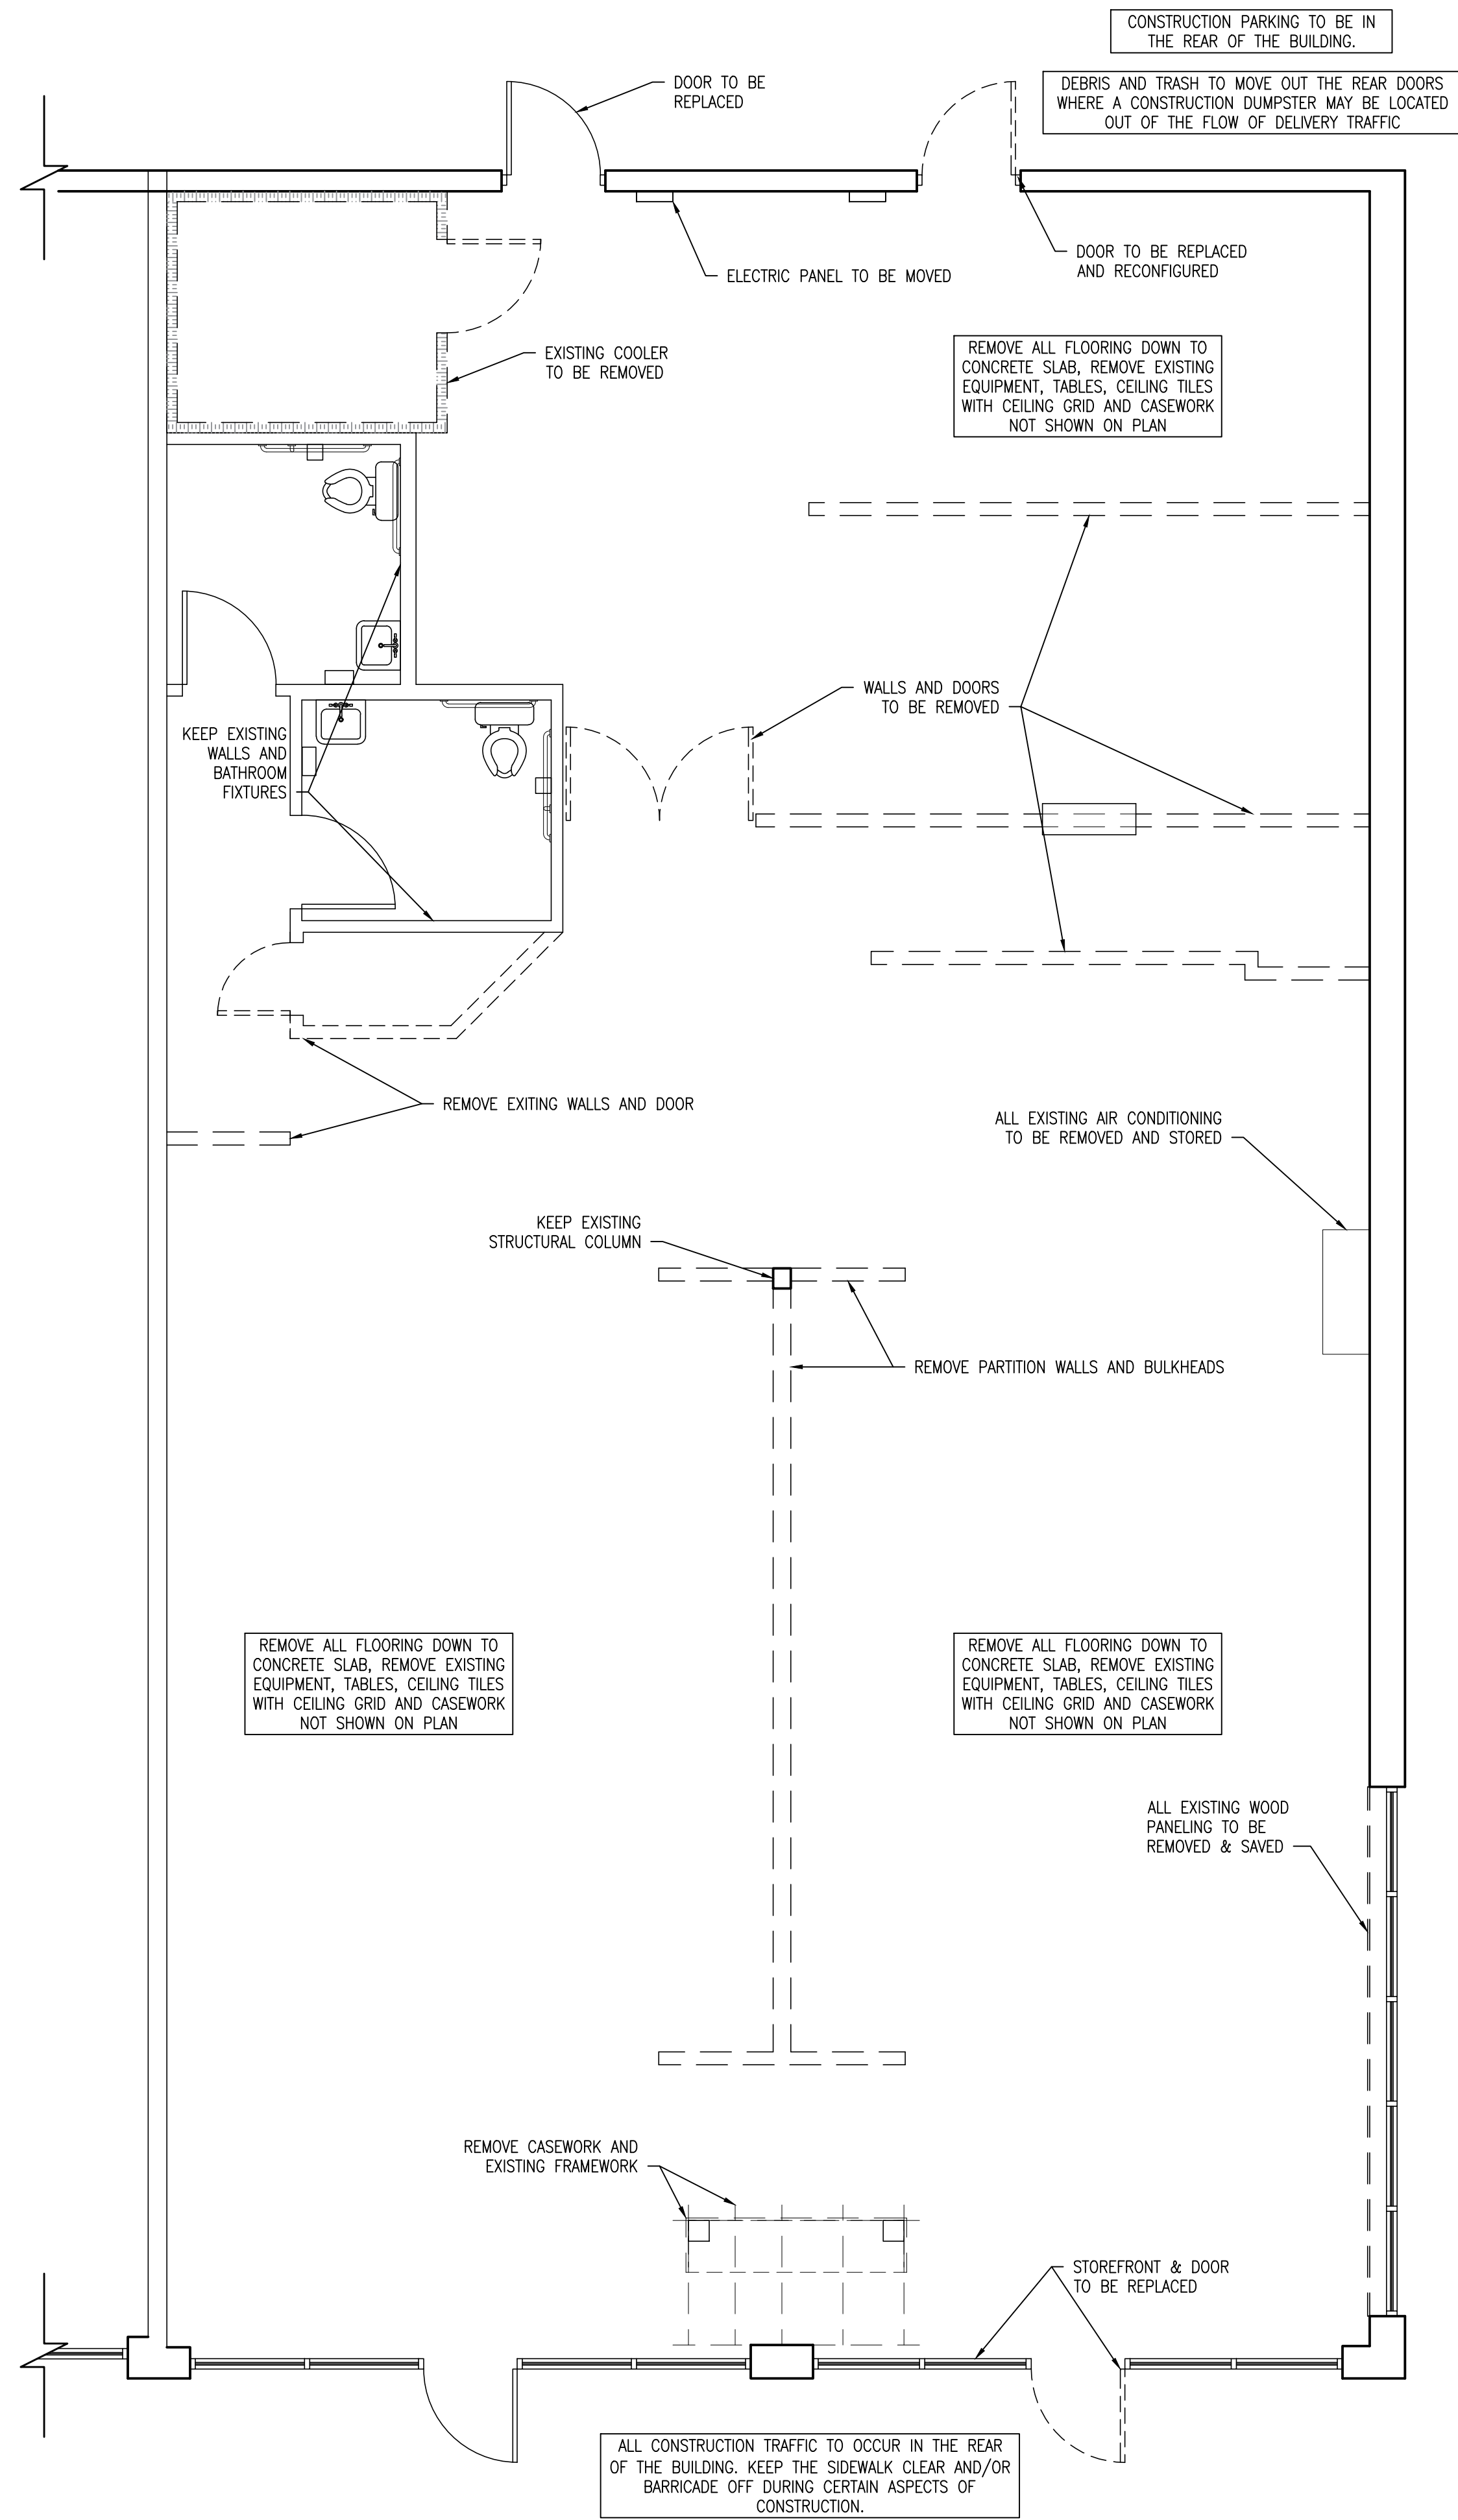 CONSTRUCTION PARKING TO BE IN
THE REAR OF THE BUILDING.
DEBRIS AND TRASH TO MOVE OUT THE REAR DOORS
WHERE A CONSTRUCTION DUMPSTER MAY BE LOCATED
OUT OF THE FLOW OF DELIVERY TRAFFIC
DOOR TO BE
REPLACED
DOOR TO BE REPLACED
AND RECONFIGURED
ELECTRIC PANEL TO BE MOVED
EXISTING COOLER
TO BE REMOVED
REMOVE ALL FLOORING DOWN TO
CONCRETE SLAB, REMOVE EXISTING
EQUIPMENT, TABLES, CEILING TILES
WITH CEILING GRID AND CASEWORK
NOT SHOWN ON PLAN
WALLS AND DOORS
TO BE REMOVED
KEEP EXISTING
WALLS AND
BATHROOM
FIXTURES
REMOVE EXITING WALLS AND DOOR
ALL EXISTING AIR CONDITIONING
TO BE REMOVED AND STORED
KEEP EXISTING
STRUCTURAL COLUMN
REMOVE PARTITION WALLS AND BULKHEADS
REMOVE ALL FLOORING DOWN TO
CONCRETE SLAB, REMOVE EXISTING
EQUIPMENT, TABLES, CEILING TILES
WITH CEILING GRID AND CASEWORK
NOT SHOWN ON PLAN
REMOVE ALL FLOORING DOWN TO
CONCRETE SLAB, REMOVE EXISTING
EQUIPMENT, TABLES, CEILING TILES
WITH CEILING GRID AND CASEWORK
NOT SHOWN ON PLAN
ALL EXISTING WOOD
PANELING TO BE
REMOVED & SAVED
REMOVE CASEWORK AND
EXISTING FRAMEWORK
STOREFRONT & DOOR
TO BE REPLACED
ALL CONSTRUCTION TRAFFIC TO OCCUR IN THE REAR
OF THE BUILDING. KEEP THE SIDEWALK CLEAR AND/OR
BARRICADE OFF DURING CERTAIN ASPECTS OF
CONSTRUCTION.